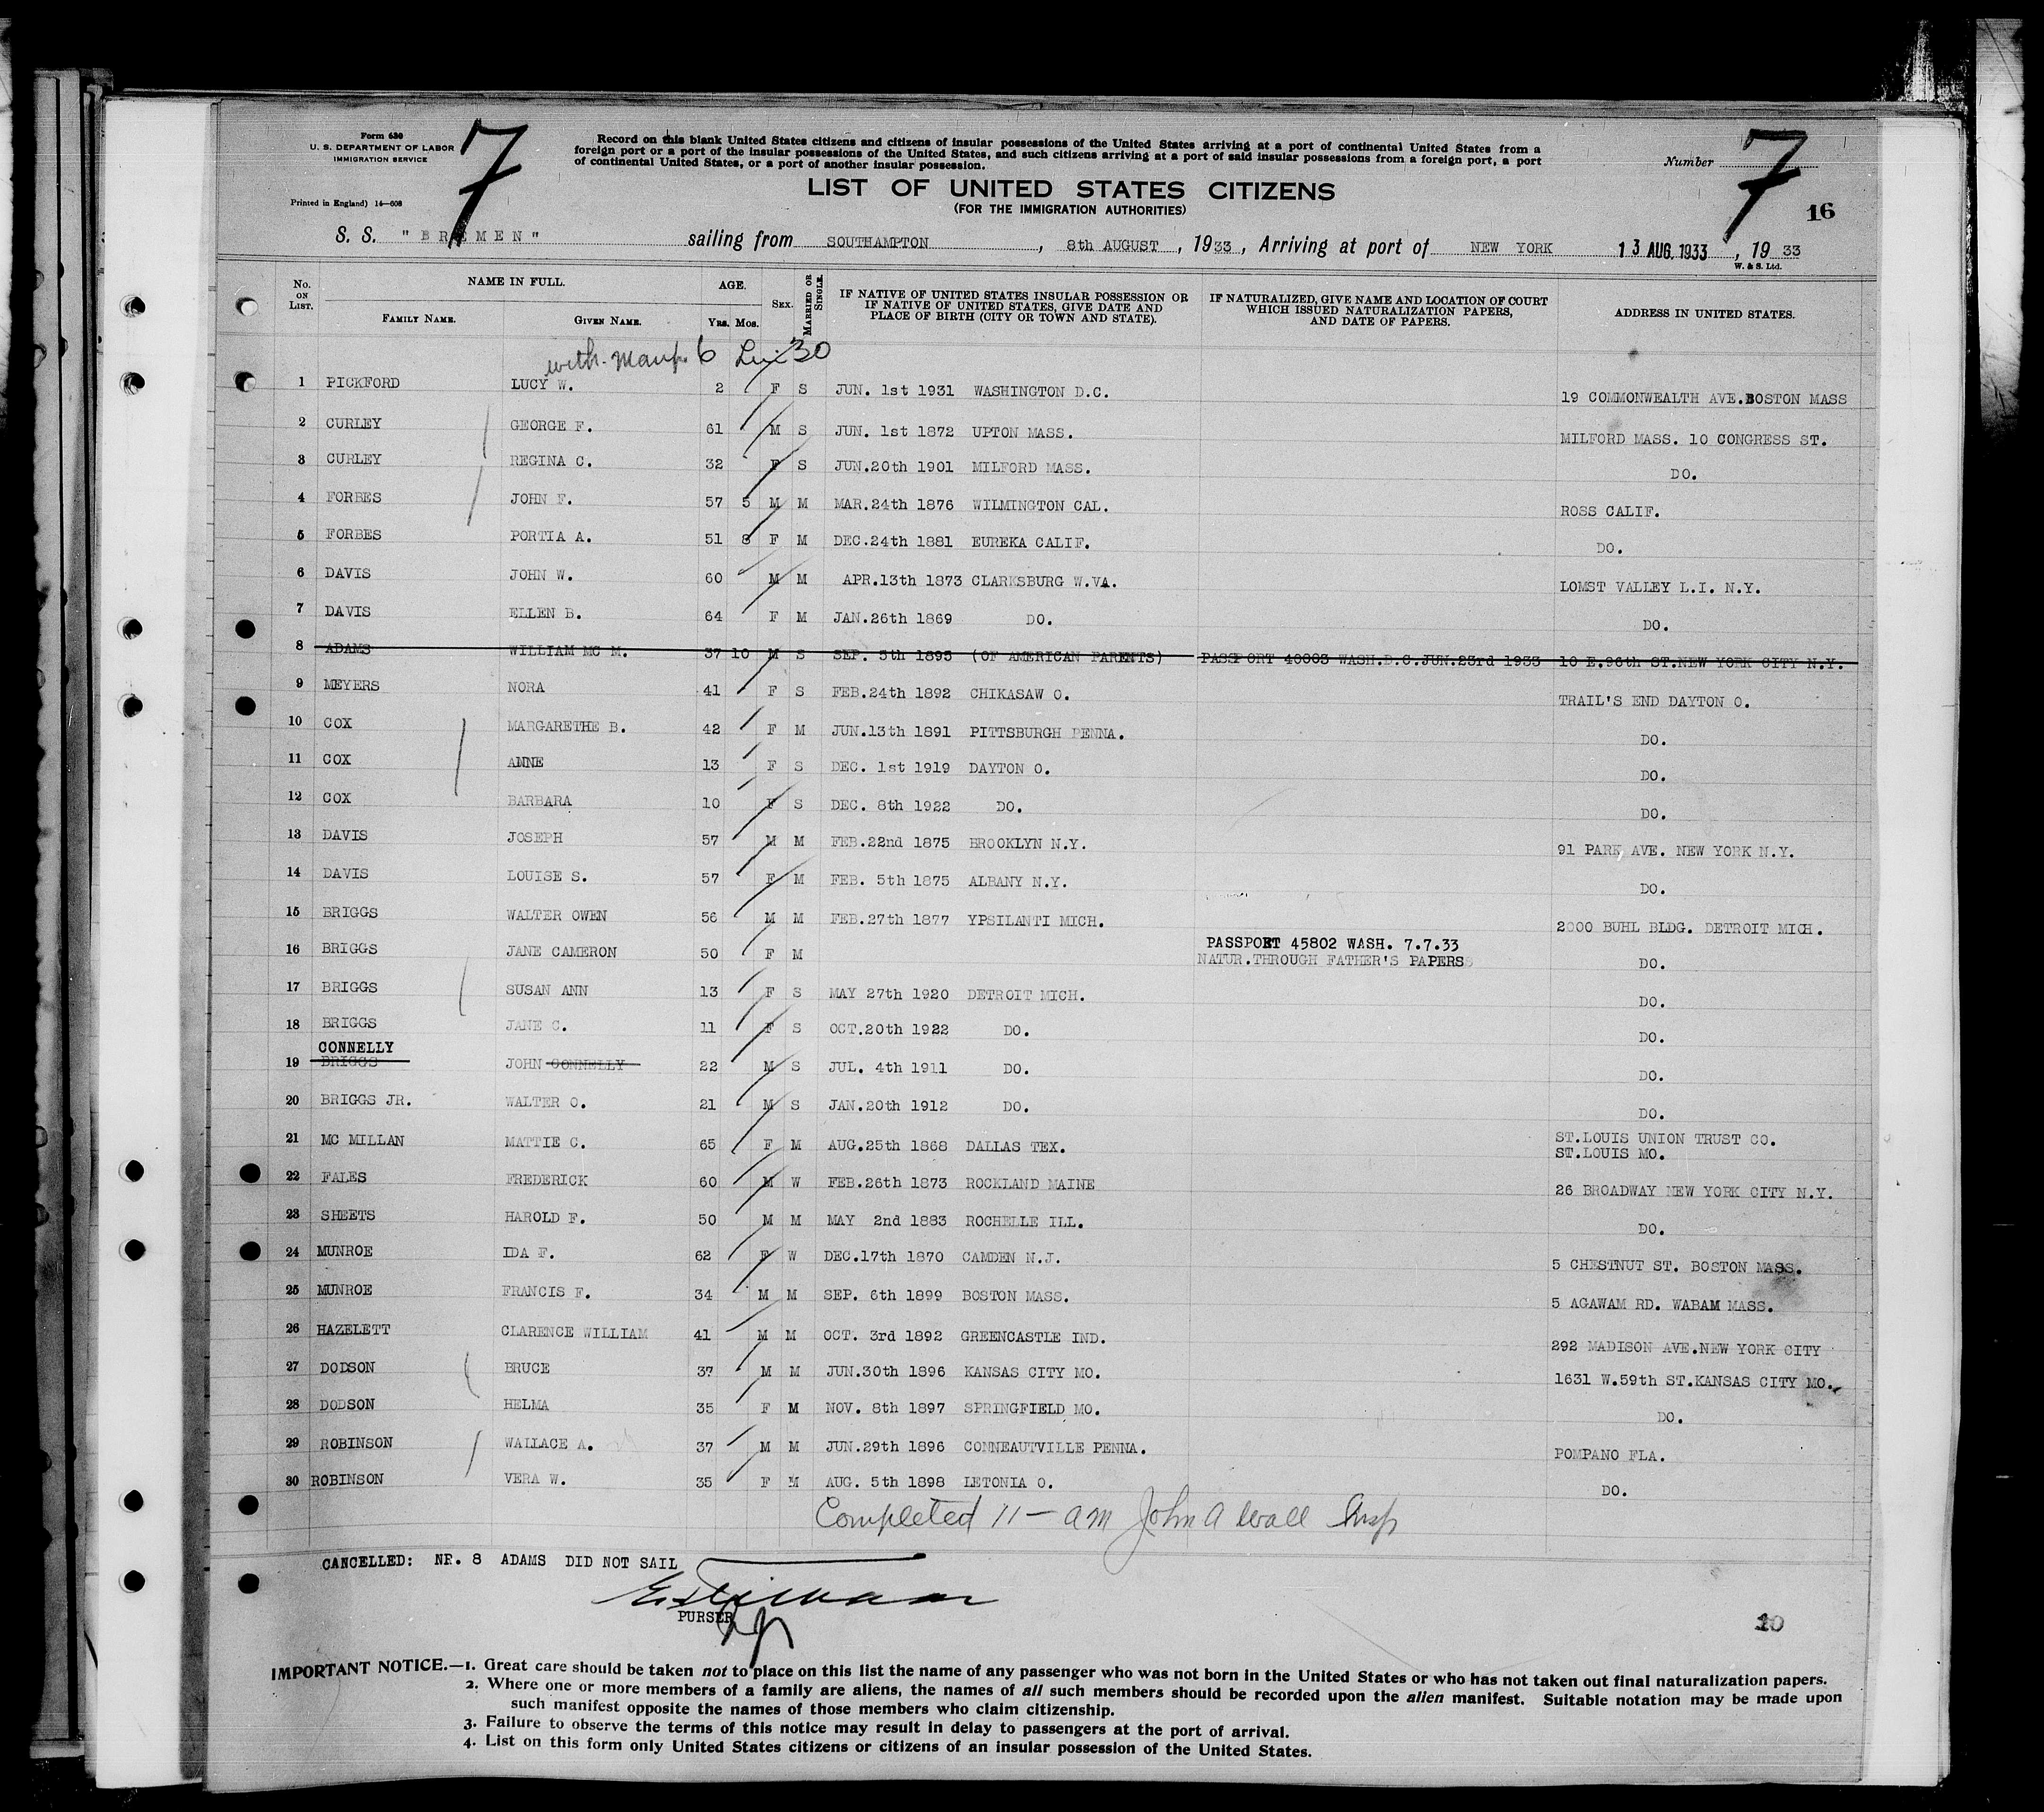 Form 630
U. S. DEPARTMENT OF LABOR
IMMIGRATION SERVICE
Printed in England) 14—608
7
Record on this blank United States citizens and citizens of insular possessions of the United States arriving at a port of continental United States from a
foreign port or a port of the insular possessions of the United States, and such citizens arriving at a port of said insular possessions from a foreign port, a port
of continental United States, or a port of another insular possession.
Number 7
16
LIST OF UNITED STATES CITIZENS
(FOR THE IMMIGRATION AUTHORITIES)
S. S. "BREMEN" sailing from SOUTHAMPTON, 8th AUGUST, 1933, Arriving at port of NEW YORK 13 AUG. 1933, 1933
W. & S. Ltd.
No. ON LIST. NAME IN FULL. FAMILY NAME. GIVEN NAME. AGE. YRS. MOS. SEX. MARRIED OR SINGLE. IF NATIVE OF UNITED STATES INSULAR POSSESSION OR IF NATIVE OF UNITED STATES, GIVE DATE AND PLACE OF BIRTH (CITY OR TOWN AND STATE). IF NATURALIZED, GIVE NAME AND LOCATION OF COURT WHICH ISSUED NATURALIZATION PAPERS, AND DATE OF PAPERS. ADDRESS IN UNITED STATES.
with 6 30
1 PICKFORD LUCY W. 2 F S JUN. 1st 1931 WASHINGTON D.C. 19 COMMONWEALTH AVE.BOSTON MASS
2 CURLEY GEORGE F. 61 M S JUN. 1st 1872 UPTON MASS. MILFORD MASS. 10 CONGRESS ST.
3 CURLEY REGINA C. 32 F S JUN.20th 1901 MILFORD MASS. DO.
4 FORBES JOHN F. 57 5 M M MAR.24th 1876 WILMINGTON CAL. ROSS CALIF.
5 FORBES PORTIA A. 51 8 F M DEC.24th 1881 EUREKA CALIF. DO.
6 DAVIS JOHN W. 60 M M APR.13th 1873 CLARKSBURG W.VA. LOMST VALLEY L.I. N.Y.
7 DAVIS ELLEN B. 64 F M JAN.26th 1869 DO. DO.
8 ADAMS WILLIAM MC M. 37 10 M S SEP. 5th 1895 (OF AMERICAN PARENTS) PASSPORT 40003 WASH.D.C.JUN.23rd 1933 10 E.96th ST.NEW YORK CITY N.Y.
9 MEYERS NORA 41 F S FEB.24th 1892 CHIKASAW O. TRAIL'S END DAYTON O.
10 COX MARGARETHE B. 42 F M JUN.13th 1891 PITTSBURGH PENNA. DO.
11 COX ANNE 13 F S DEC. 1st 1919 DAYTON O. DO.
12 COX BARBARA 10 F S DEC. 8th 1922 DO. DO.
13 DAVIS JOSEPH 57 M M FEB.22nd 1875 BROOKLYN N.Y. 91 PARK AVE. NEW YORK N.Y.
14 DAVIS LOUISE S. 57 F M FEB. 5th 1875 ALBANY N.Y. DO.
15 BRIGGS WALTER OWEN 56 M M FEB.27th 1877 YPSILANTI MICH. 2000 BUHL BLDG. DETROIT MICH.
16 BRIGGS JANE CAMERON 50 F M PASSPORT 45802 WASH. 7.7.33
NATUR.THROUGH FATHER'S PAPERS DO.
17 BRIGGS SUSAN ANN 13 F S MAY 27th 1920 DETROIT MICH. DO.
18 BRIGGS JANE C. 11 F S OCT.20th 1922 DO. DO.
CONNELLY
19 BRIGGS JOHN CONNELLY 22 M S JUL. 4th 1911 DO. DO.
20 BRIGGS JR. WALTER O. 21 M S JAN.20th 1912 DO. DO.
21 MC MILLAN MATTIE C. 65 F M AUG.25th 1868 DALLAS TEX. ST.LOUIS UNION TRUST CO.
ST.LOUIS MO.
22 FALES FREDERICK 60 M W FEB.26th 1873 ROCKLAND MAINE 26 BROADWAY NEW YORK CITY N.Y.
23 SHEETS HAROLD F. 50 M M MAY 2nd 1883 ROCHELLE ILL. DO.
24 MUNROE IDA F. 62 F W DEC.17th 1870 CAMDEN N.J. 5 CHESTNUT ST. BOSTON MASS.
25 MUNROE FRANCIS F. 34 M M SEP. 6th 1899 BOSTON MASS. 5 AGAWAM RD. WABAM MASS.
26 HAZELETT CLARENCE WILLIAM 41 M M OCT. 3rd 1892 GREENCASTLE IND. 292 MADISON AVE.NEW YORK CITY
27 DODSON BRUCE 37 M M JUN.30th 1896 KANSAS CITY MO. 1631 W.59th ST.KANSAS CITY MO.
28 DODSON HELMA 35 F M NOV. 8th 1897 SPRINGFIELD MO. DO.
29 ROBINSON WALLACE A. 37 M M JUN.29th 1896 CONNEAUTVILLE PENNA. POMPANO FLA.
30 ROBINSON VERA W. 35 F M AUG. 5th 1898 LETONIA O. DO.
Completed 11 - am John A Wall Insp
CANCELLED: NR. 8 ADAMS DID NOT SAIL
PURSER
10
IMPORTANT NOTICE.—1. Great care should be taken not to place on this list the name of any passenger who was not born in the United States or who has not taken out final naturalization papers.
2. Where one or more members of a family are aliens, the names of all such members should be recorded upon the alien manifest. Suitable notation may be made upon
such manifest opposite the names of those members who claim citizenship.
3. Failure to observe the terms of this notice may result in delay to passengers at the port of arrival.
4. List on this form only United States citizens or citizens of an insular possession of the United States.